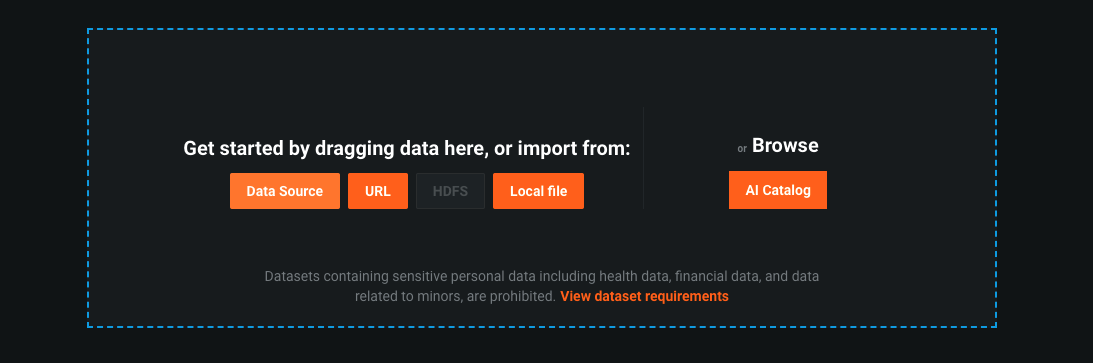 Get started by dragging data here, or import from:
Data Source
URL
HDFS
Local file
or Browse
AI Catalog
Datasets containing sensitive personal data including health data, financial data, and data
related to minors, are prohibited. View dataset requirements